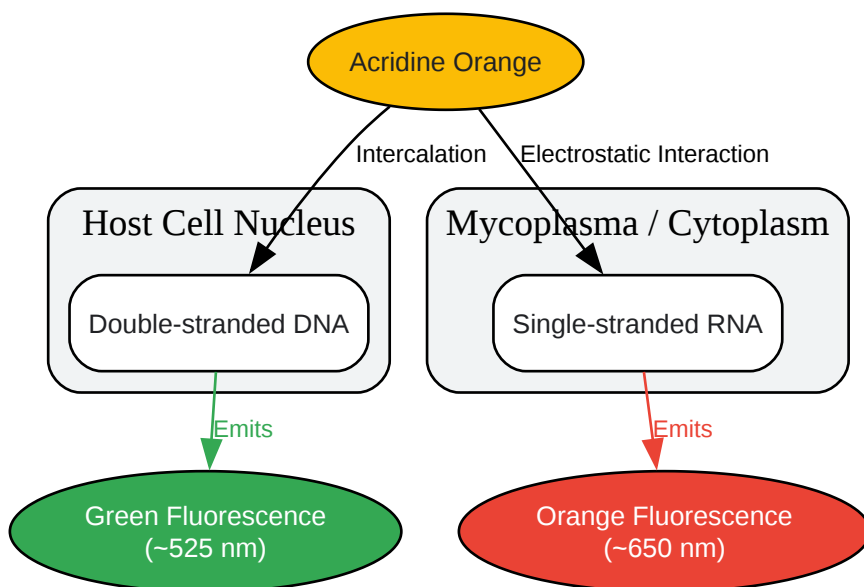 Acridine Orange
Intercalation
Electrostatic Interaction
Host Cell Nucleus
Mycoplasma / Cytoplasm
Double-stranded DNA
Single-stranded RNA
Emits
Emits
Green Fluorescence
(~525 nm)
Orange Fluorescence
(~650 nm)